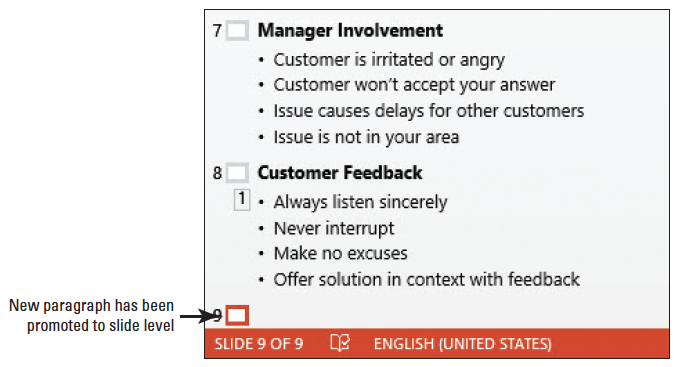 7 Manager Involvement
• Customer is irritated or angry
• Customer won't accept your answer
• Issue causes delays for other customers
• Issue is not in your area
8 Customer Feedback
1 • Always listen sincerely
• Never interrupt
• Make no excuses
• Offer solution in context with feedback
New paragraph has been
promoted to slide level
9
SLIDE 9 OF 9 ENGLISH (UNITED STATES)